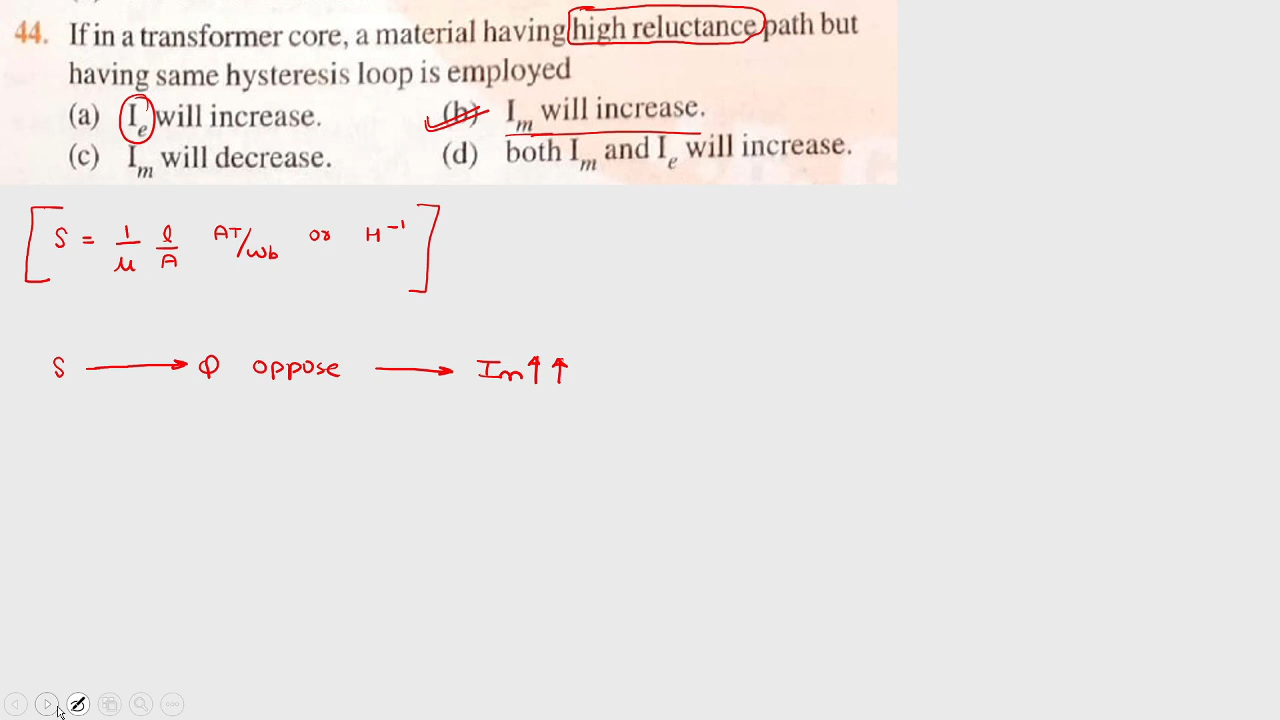 44. If in a transformer core, a material having high reluctance path but
having same hysteresis loop is employed
(a) Ie will increase. (b) Im will increase.
(c) Im will decrease. (d) both Im and Ie will increase.
S = 1/μ l/A AT/wb or H⁻¹
S → Φ oppose → Im↑↑